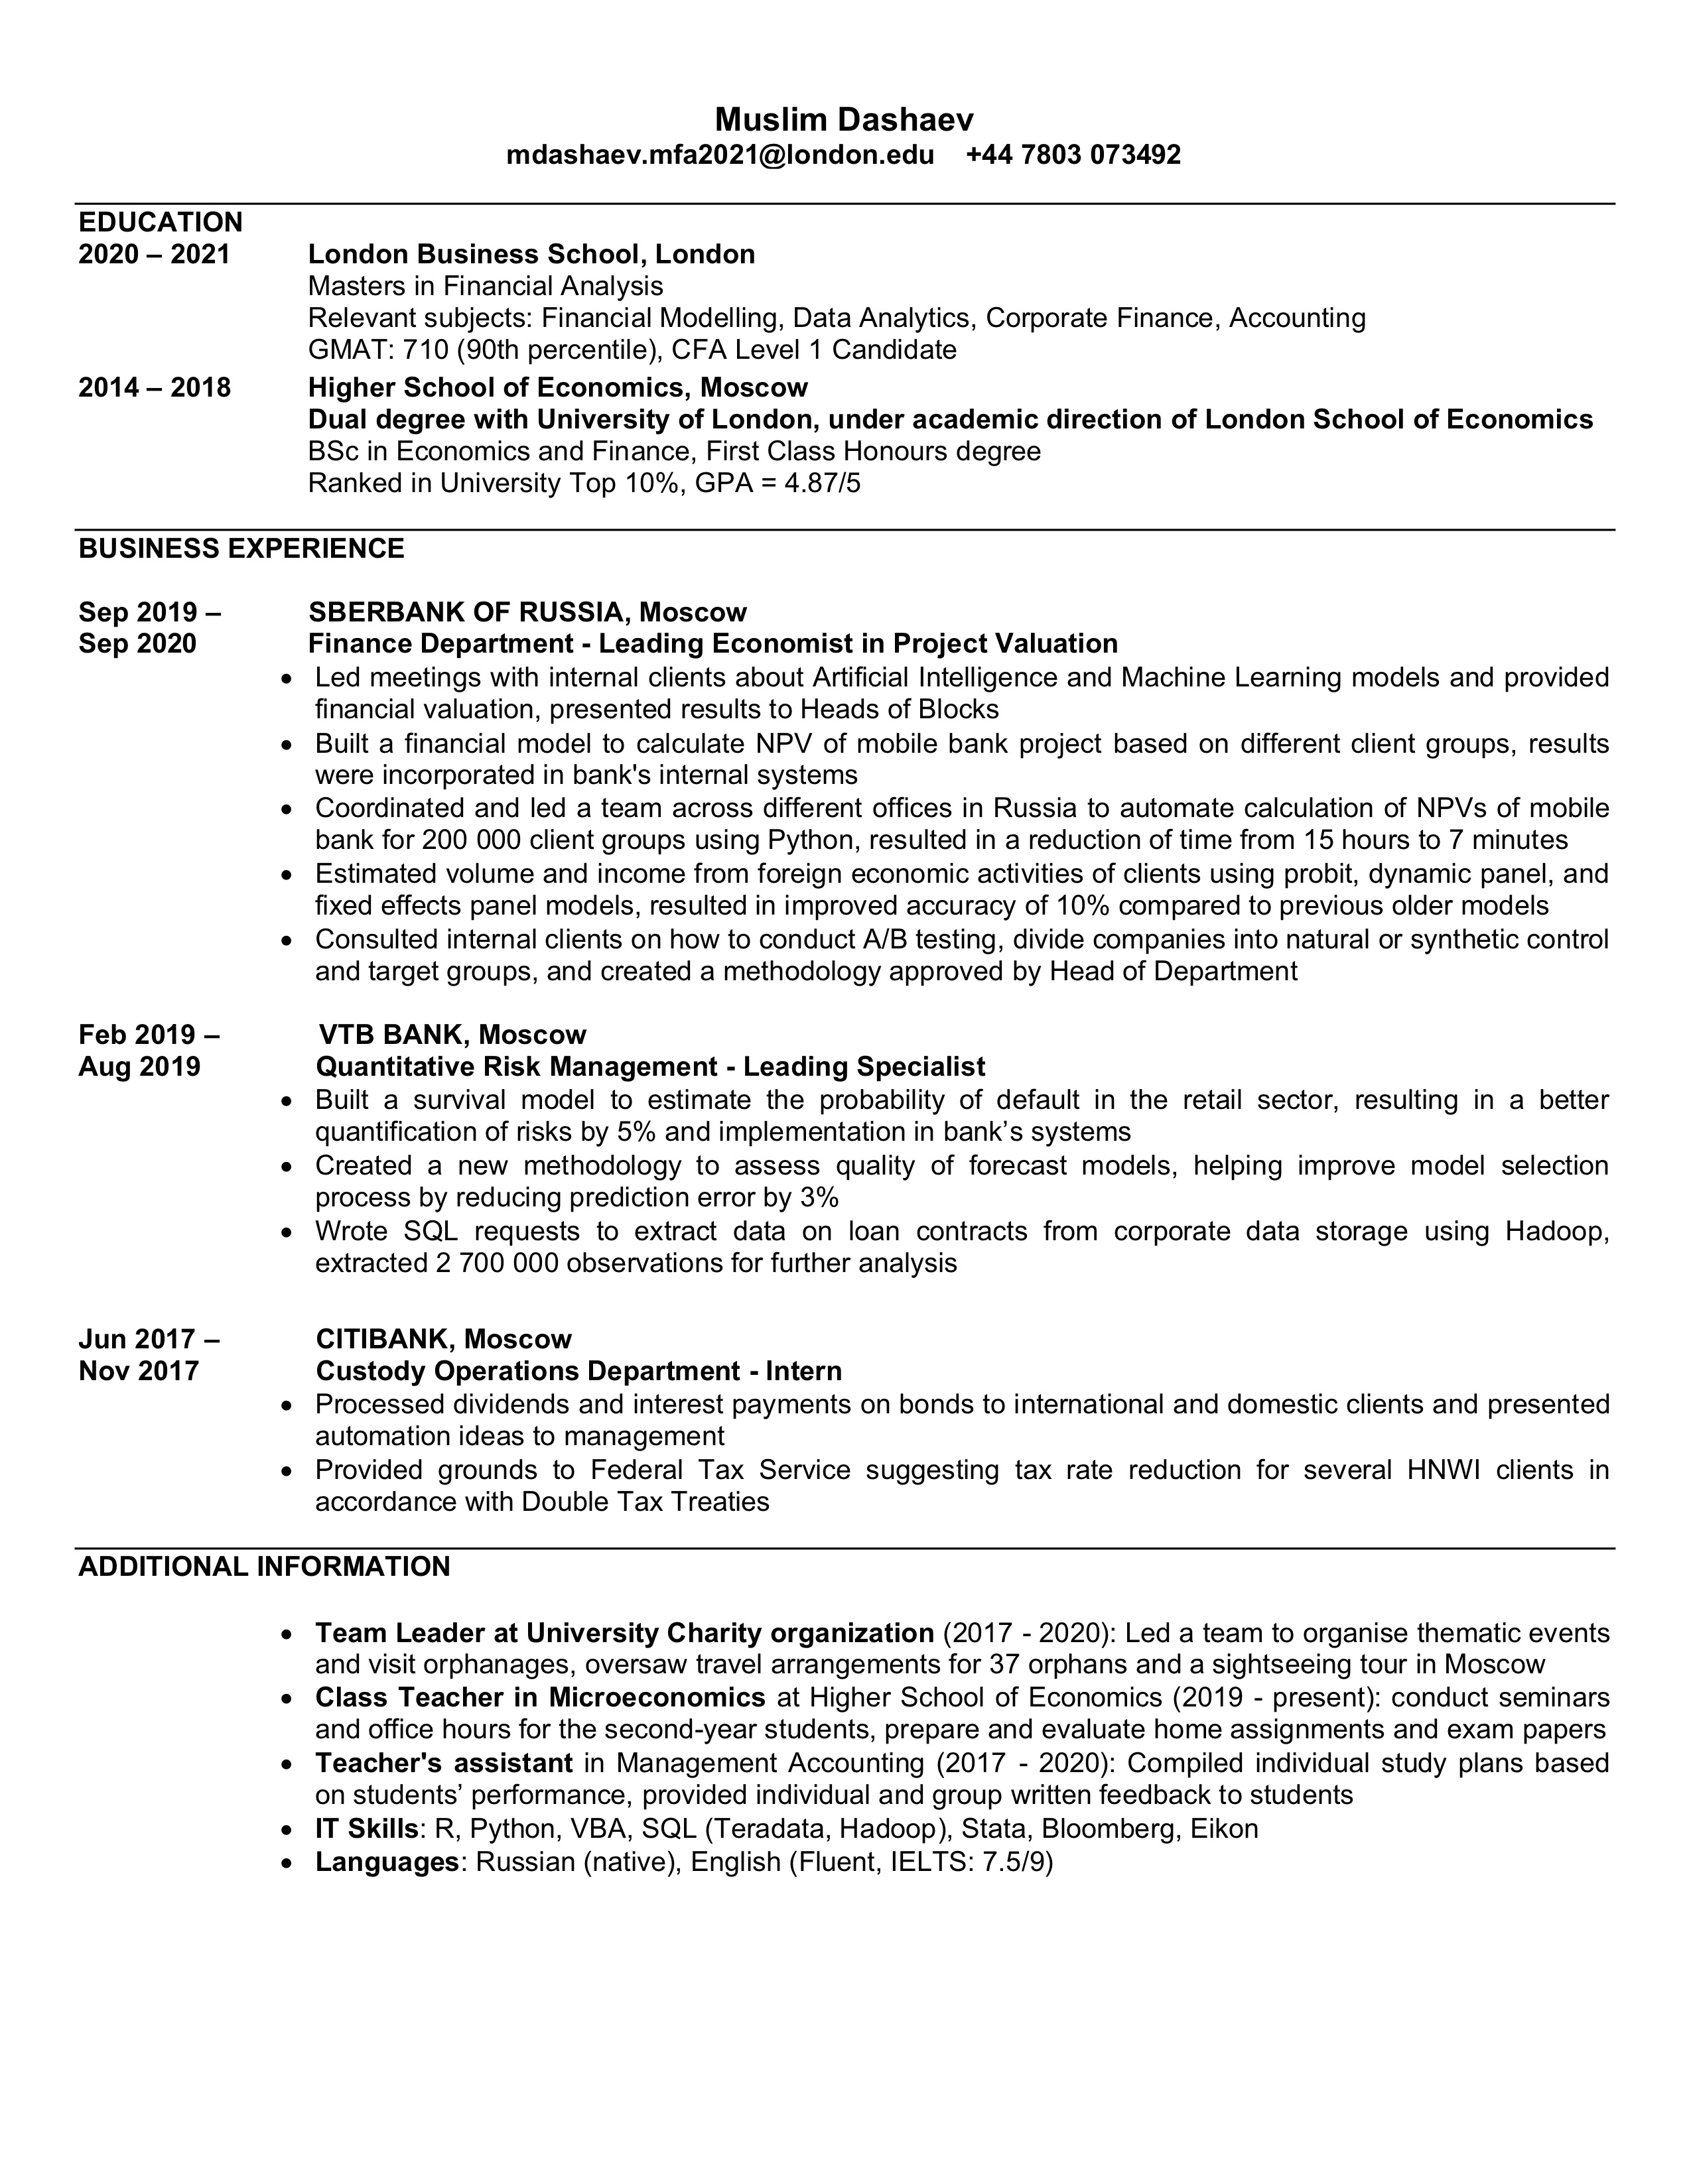 Muslim Dashaev
mdashaev.mfa2021@london.edu +44 7803 073492
EDUCATION
2020 – 2021 London Business School, London
Masters in Financial Analysis
Relevant subjects: Financial Modelling, Data Analytics, Corporate Finance, Accounting
GMAT: 710 (90th percentile), CFA Level 1 Candidate
2014 – 2018 Higher School of Economics, Moscow
Dual degree with University of London, under academic direction of London School of Economics
BSc in Economics and Finance, First Class Honours degree
Ranked in University Top 10%, GPA = 4.87/5
BUSINESS EXPERIENCE
Sep 2019 – SBERBANK OF RUSSIA, Moscow
Sep 2020 Finance Department - Leading Economist in Project Valuation
• Led meetings with internal clients about Artificial Intelligence and Machine Learning models and provided
financial valuation, presented results to Heads of Blocks
• Built a financial model to calculate NPV of mobile bank project based on different client groups, results
were incorporated in bank's internal systems
• Coordinated and led a team across different offices in Russia to automate calculation of NPVs of mobile
bank for 200 000 client groups using Python, resulted in a reduction of time from 15 hours to 7 minutes
• Estimated volume and income from foreign economic activities of clients using probit, dynamic panel, and
fixed effects panel models, resulted in improved accuracy of 10% compared to previous older models
• Consulted internal clients on how to conduct A/B testing, divide companies into natural or synthetic control
and target groups, and created a methodology approved by Head of Department
Feb 2019 – VTB BANK, Moscow
Aug 2019 Quantitative Risk Management - Leading Specialist
• Built a survival model to estimate the probability of default in the retail sector, resulting in a better
quantification of risks by 5% and implementation in bank’s systems
• Created a new methodology to assess quality of forecast models, helping improve model selection
process by reducing prediction error by 3%
• Wrote SQL requests to extract data on loan contracts from corporate data storage using Hadoop,
extracted 2 700 000 observations for further analysis
Jun 2017 – CITIBANK, Moscow
Nov 2017 Custody Operations Department - Intern
• Processed dividends and interest payments on bonds to international and domestic clients and presented
automation ideas to management
• Provided grounds to Federal Tax Service suggesting tax rate reduction for several HNWI clients in
accordance with Double Tax Treaties
ADDITIONAL INFORMATION
• Team Leader at University Charity organization (2017 - 2020): Led a team to organise thematic events
and visit orphanages, oversaw travel arrangements for 37 orphans and a sightseeing tour in Moscow
• Class Teacher in Microeconomics at Higher School of Economics (2019 - present): conduct seminars
and office hours for the second-year students, prepare and evaluate home assignments and exam papers
• Teacher's assistant in Management Accounting (2017 - 2020): Compiled individual study plans based
on students’ performance, provided individual and group written feedback to students
• IT Skills: R, Python, VBA, SQL (Teradata, Hadoop), Stata, Bloomberg, Eikon
• Languages: Russian (native), English (Fluent, IELTS: 7.5/9)